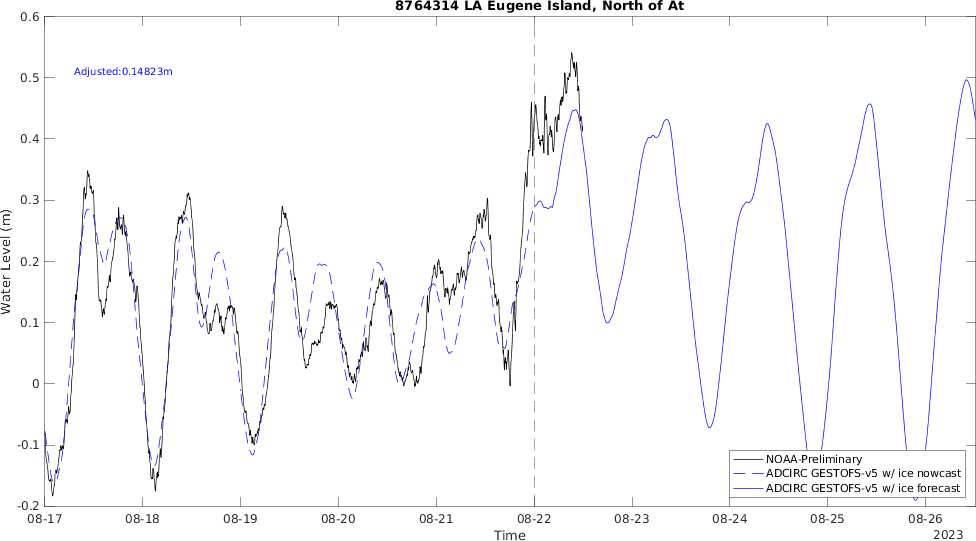 8764314 LA Eugene Island, North of At
0.6
0.5
0.4
0.3
0.2
0.1
0
-0.1
-0.2
Water Level (m)
Adjusted:0.14823m
NOAA-Preliminary
ADCIRC GESTOFS-v5 w/ ice nowcast
ADCIRC GESTOFS-v5 w/ ice forecast
08-17 08-18 08-19 08-20 08-21 08-22 08-23 08-24 08-25 08-26
Time
2023